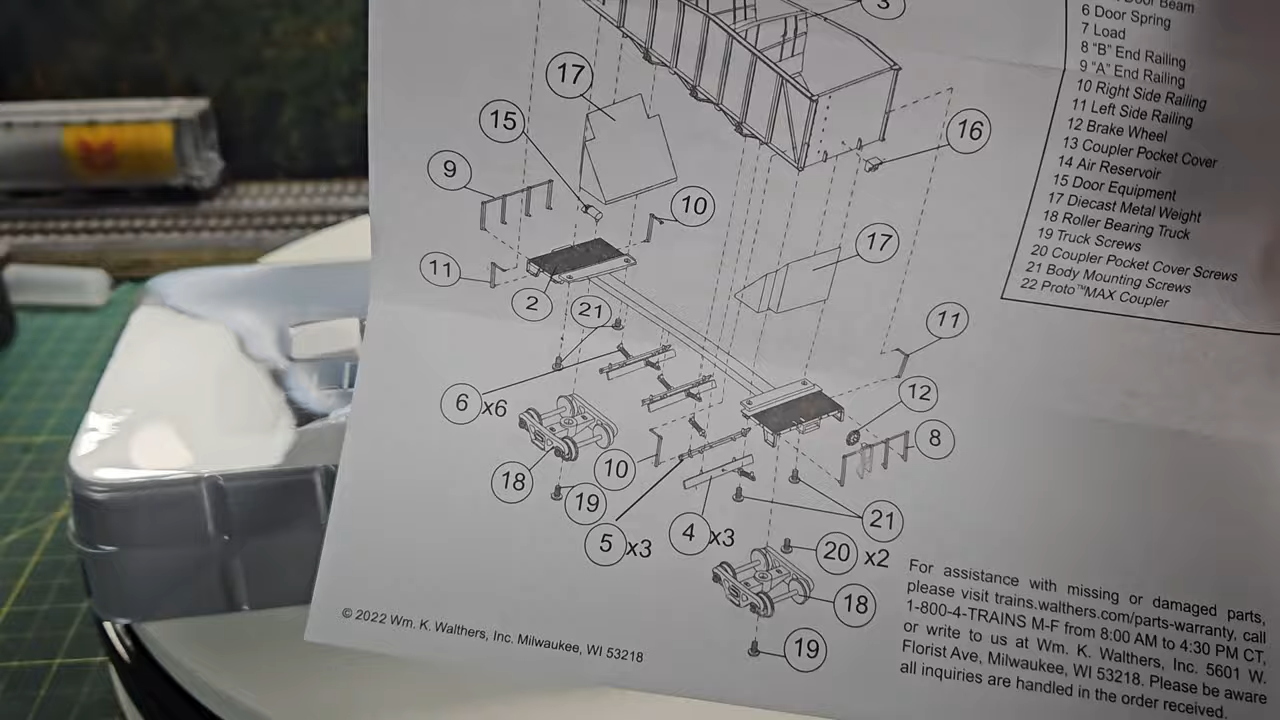 3
Door Beam
6 Door Spring
7 Load
8 "B" End Railing
9 "A" End Railing
10 Right Side Railing
11 Left Side Railing
12 Brake Wheel
13 Coupler Pocket Cover
14 Air Reservoir
15 Door Equipment
17 Diecast Metal Weight
18 Roller Bearing Truck
19 Truck Screws
20 Coupler Pocket Cover Screws
21 Body Mounting Screws
22 Proto™MAX Coupler
17
15
16
9
10
17
11
2
21
11
12
6 x6
8
10
18
19
5 x3
4 x3
21
20 x2
18
19
For assistance with missing or damaged parts,
please visit trains.walthers.com/parts-warranty, call
1-800-4-TRAINS M-F from 8:00 AM to 4:30 PM CT,
or write to us at Wm. K. Walthers, Inc. 5601 W.
Florist Ave, Milwaukee, WI 53218. Please be aware
all inquiries are handled in the order received.
© 2022 Wm. K. Walthers, Inc. Milwaukee, WI 53218